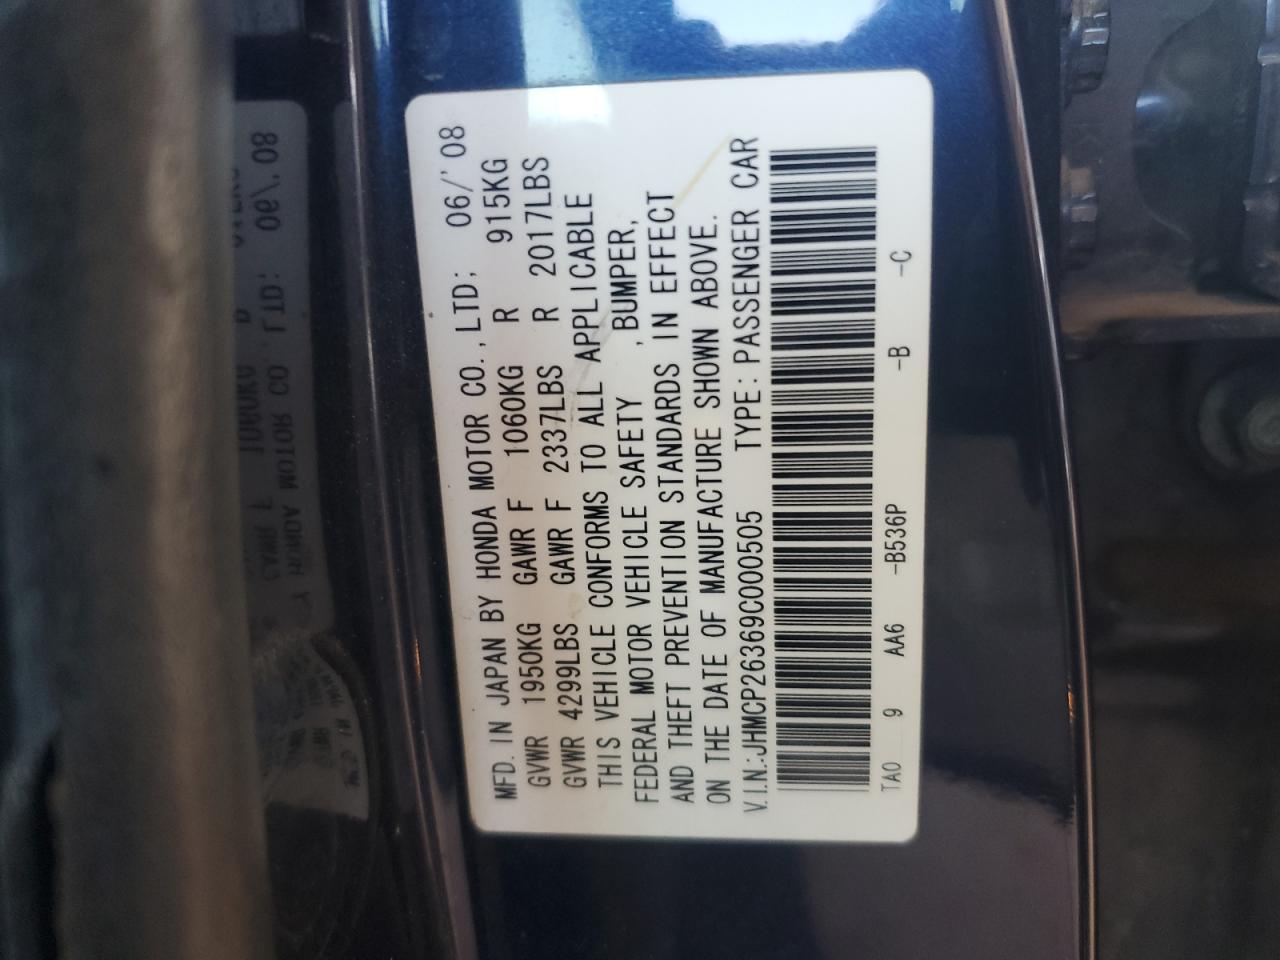 MFD. IN JAPAN BY HONDA MOTOR CO., LTD; 06/'08
GVWR 1950KG GAWR F 1060KG R 915KG
GVWR 4299LBS GAWR F 2337LBS R 2017LBS
THIS VEHICLE CONFORMS TO ALL APPLICABLE
FEDERAL MOTOR VEHICLE SAFETY , BUMPER,
AND THEFT PREVENTION STANDARDS IN EFFECT
ON THE DATE OF MANUFACTURE SHOWN ABOVE.
V.I.N.:JHMCP26369C000505 TYPE: PASSENGER CAR
TA0 9 AA6 -B536P -B -C